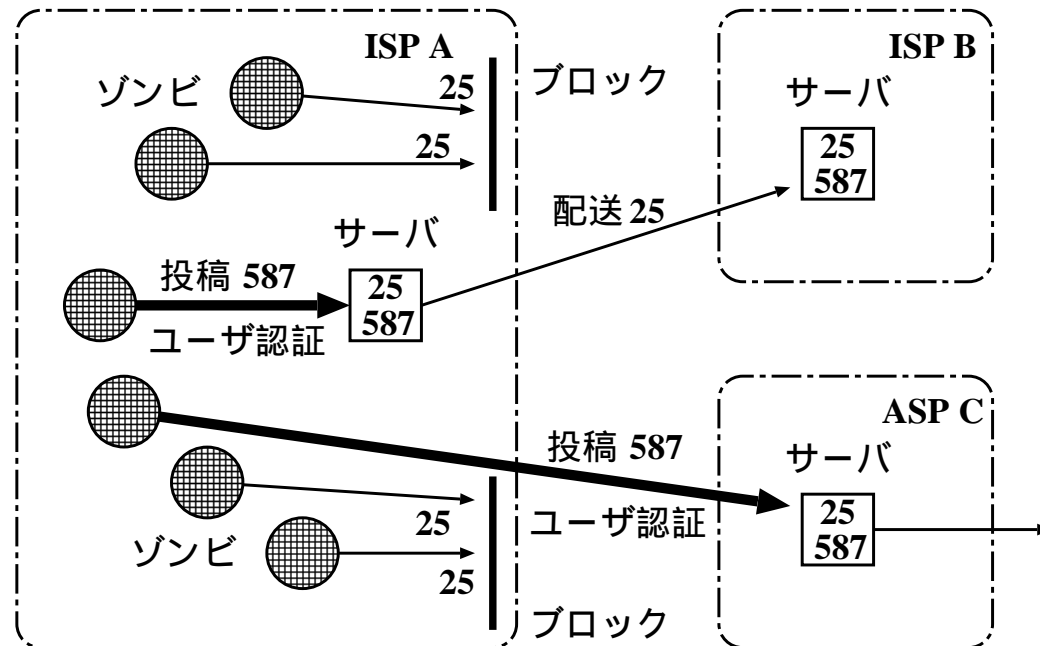 ISP A
ゾンビ
25
25
ブロック
ISP B
サーバ
25
587
配送 25
サーバ
投稿 587
25
587
ユーザ認証
ASP C
投稿 587
サーバ
ユーザ認証
25
587
25
ゾンビ
25
ブロック